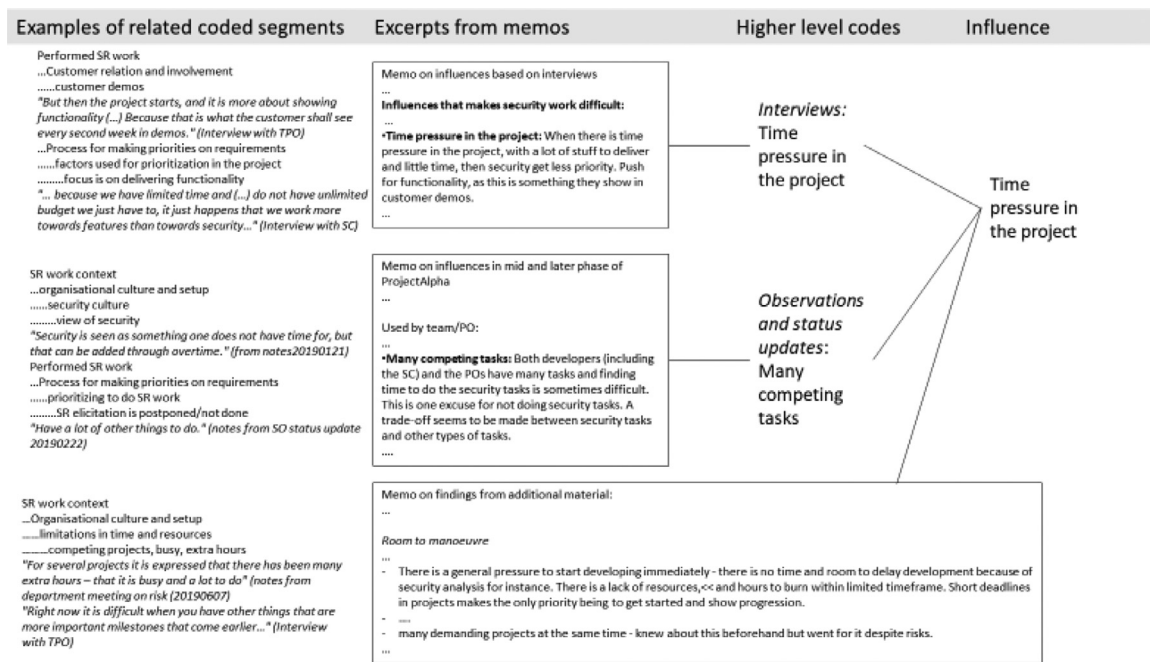 Examples of related coded segments
Excerpts from memos
Higher level codes
Influence
Performed SR work
...Customer relation and involvement
......customer demos
"But then the project starts, and it is more about showing
functionality (...) Because that is what the customer shall see
every second week in demos." (Interview with TPO)
...Process for making priorities on requirements
......factors used for prioritization in the project
.........focus is on delivering functionality
"... because we have limited time and (...) do not have unlimited
budget we just have to, it just happens that we work more
towards features than towards security..." (Interview with SC)
Memo on influences based on interviews
...
Influences that makes security work difficult:
...
•Time pressure in the project: When there is time
pressure in the project, with a lot of stuff to deliver
and little time, then security get less priority. Push
for functionality, as this is something they show in
customer demos.
...
Interviews:
Time
pressure in
the project
Time
pressure in
the project
SR work context
...organisational culture and setup
......security culture
.........view of security
"Security is seen as something one does not have time for, but
that can be added through overtime." (from notes20190121)
Performed SR work
...Process for making priorities on requirements
......prioritizing to do SR work
.........SR elicitation is postponed/not done
"Have a lot of other things to do." (notes from SO status update
20190222)
Memo on influences in mid and later phase of
ProjectAlpha
...
Used by team/PO:
•Many competing tasks: Both developers (including
the SC) and the POs have many tasks and finding
time to do the security tasks is sometimes difficult.
This is one excuse for not doing security tasks. A
trade-off seems to be made between security tasks
and other types of tasks.
....
Observations
and status
updates:
Many
competing
tasks
SR work context
...Organisational culture and setup
......limitations in time and resources
.........competing projects, busy, extra hours
"For several projects it is expressed that there has been many
extra hours – that it is busy and a lot to do" (notes from
department meeting on risk (20190607)
"Right now it is difficult when you have other things that are
more important milestones that come earlier..." (Interview
with TPO)
Memo on findings from additional material:
...
Room to manoeuvre
...
- There is a general pressure to start developing immediately - there is no time and room to delay development because of
security analysis for instance. There is a lack of resources,<< and hours to burn within limited timeframe. Short deadlines
in projects makes the only priority being to get started and show progression.
- .....
- many demanding projects at the same time - knew about this beforehand but went for it despite risks.
...